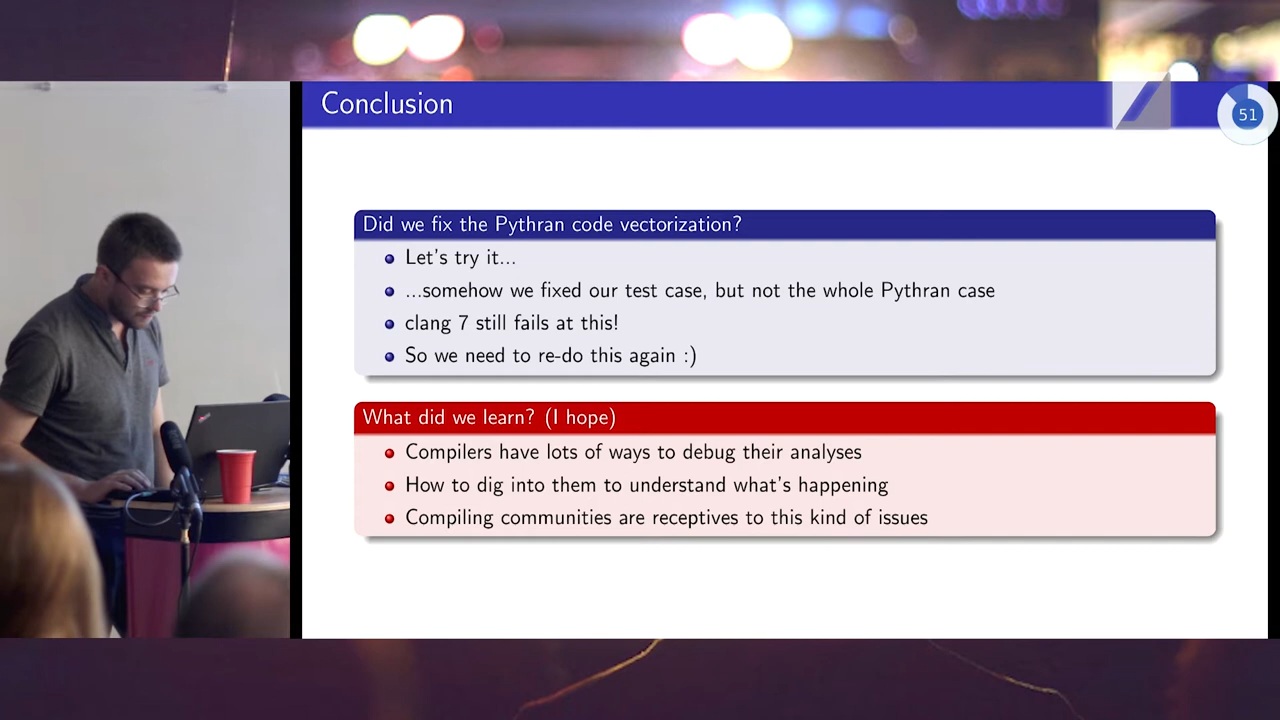 Conclusion
51
Did we fix the Pythran code vectorization?
Let's try it...
...somehow we fixed our test case, but not the whole Pythran case
clang 7 still fails at this!
So we need to re-do this again :)
What did we learn? (I hope)
Compilers have lots of ways to debug their analyses
How to dig into them to understand what's happening
Compiling communities are receptives to this kind of issues